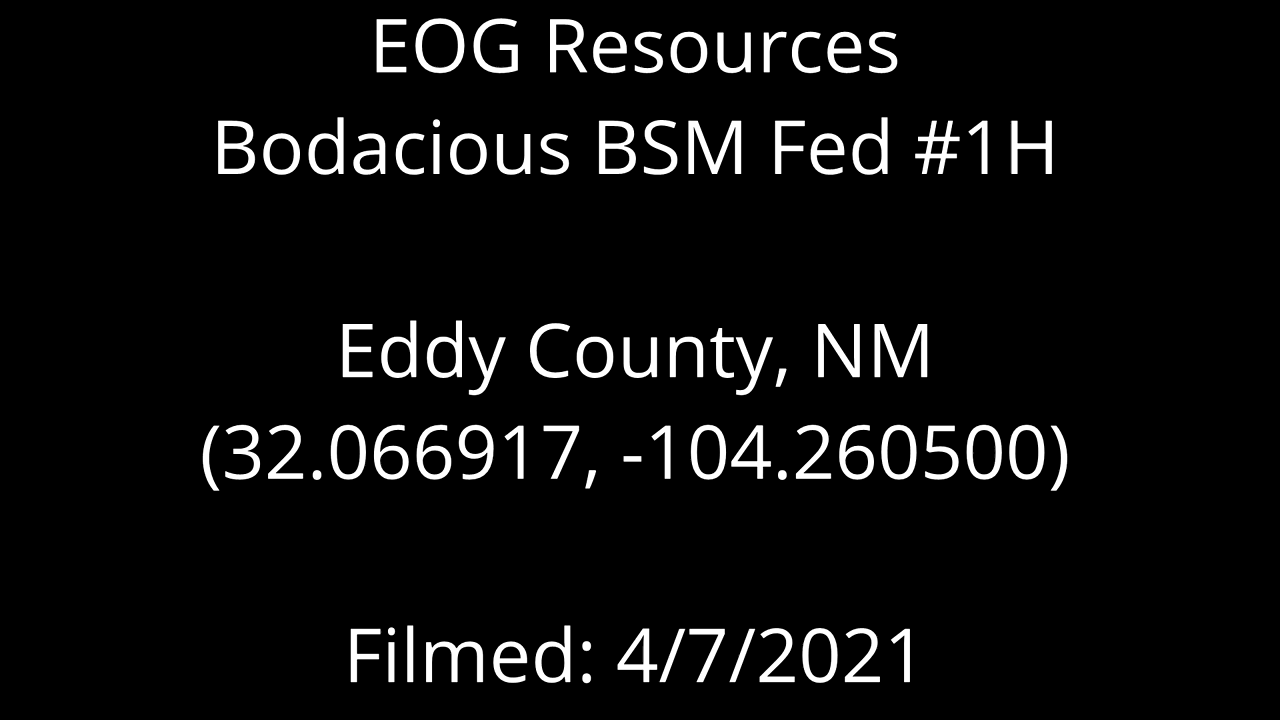 EOG Resources
Bodacious BSM Fed #1H
Eddy County, NM
(32.066917, -104.260500)
Filmed: 4/7/2021